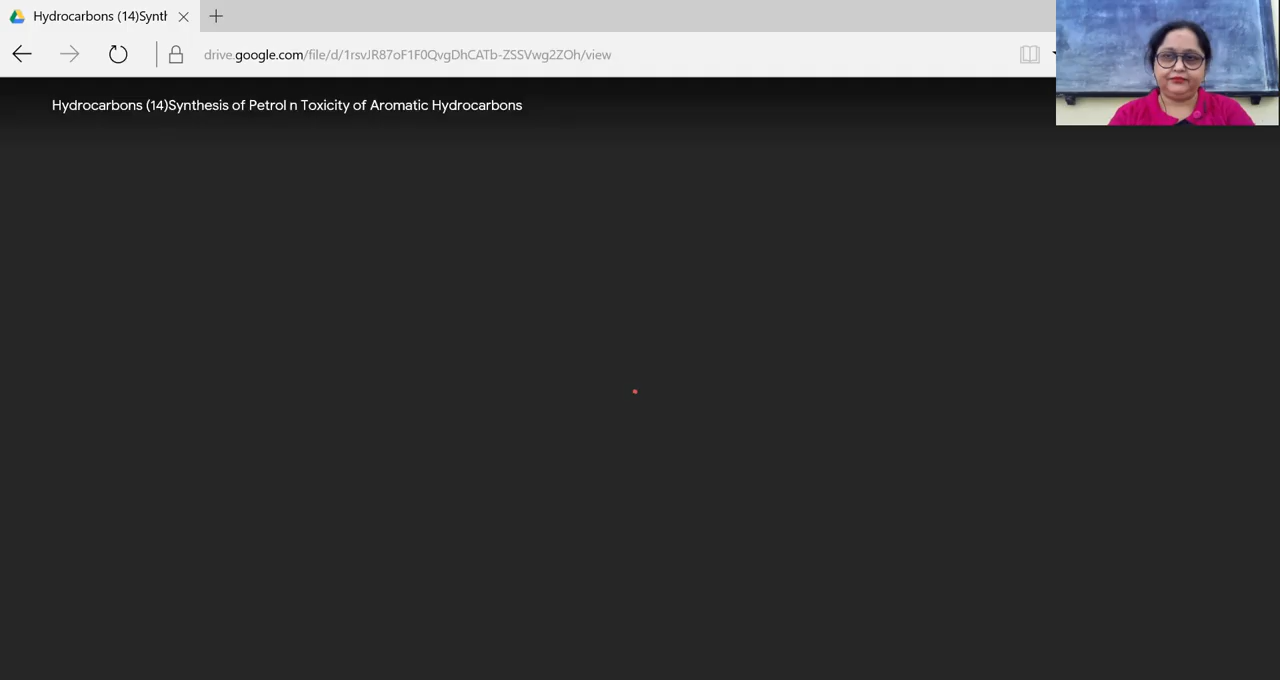 Hydrocarbons (14)Synth
drive.google.com/file/d/1rsvJR87oF1F0QvgDhCATb-ZSSVwg2ZOh/view
Hydrocarbons (14)Synthesis of Petrol n Toxicity of Aromatic Hydrocarbons